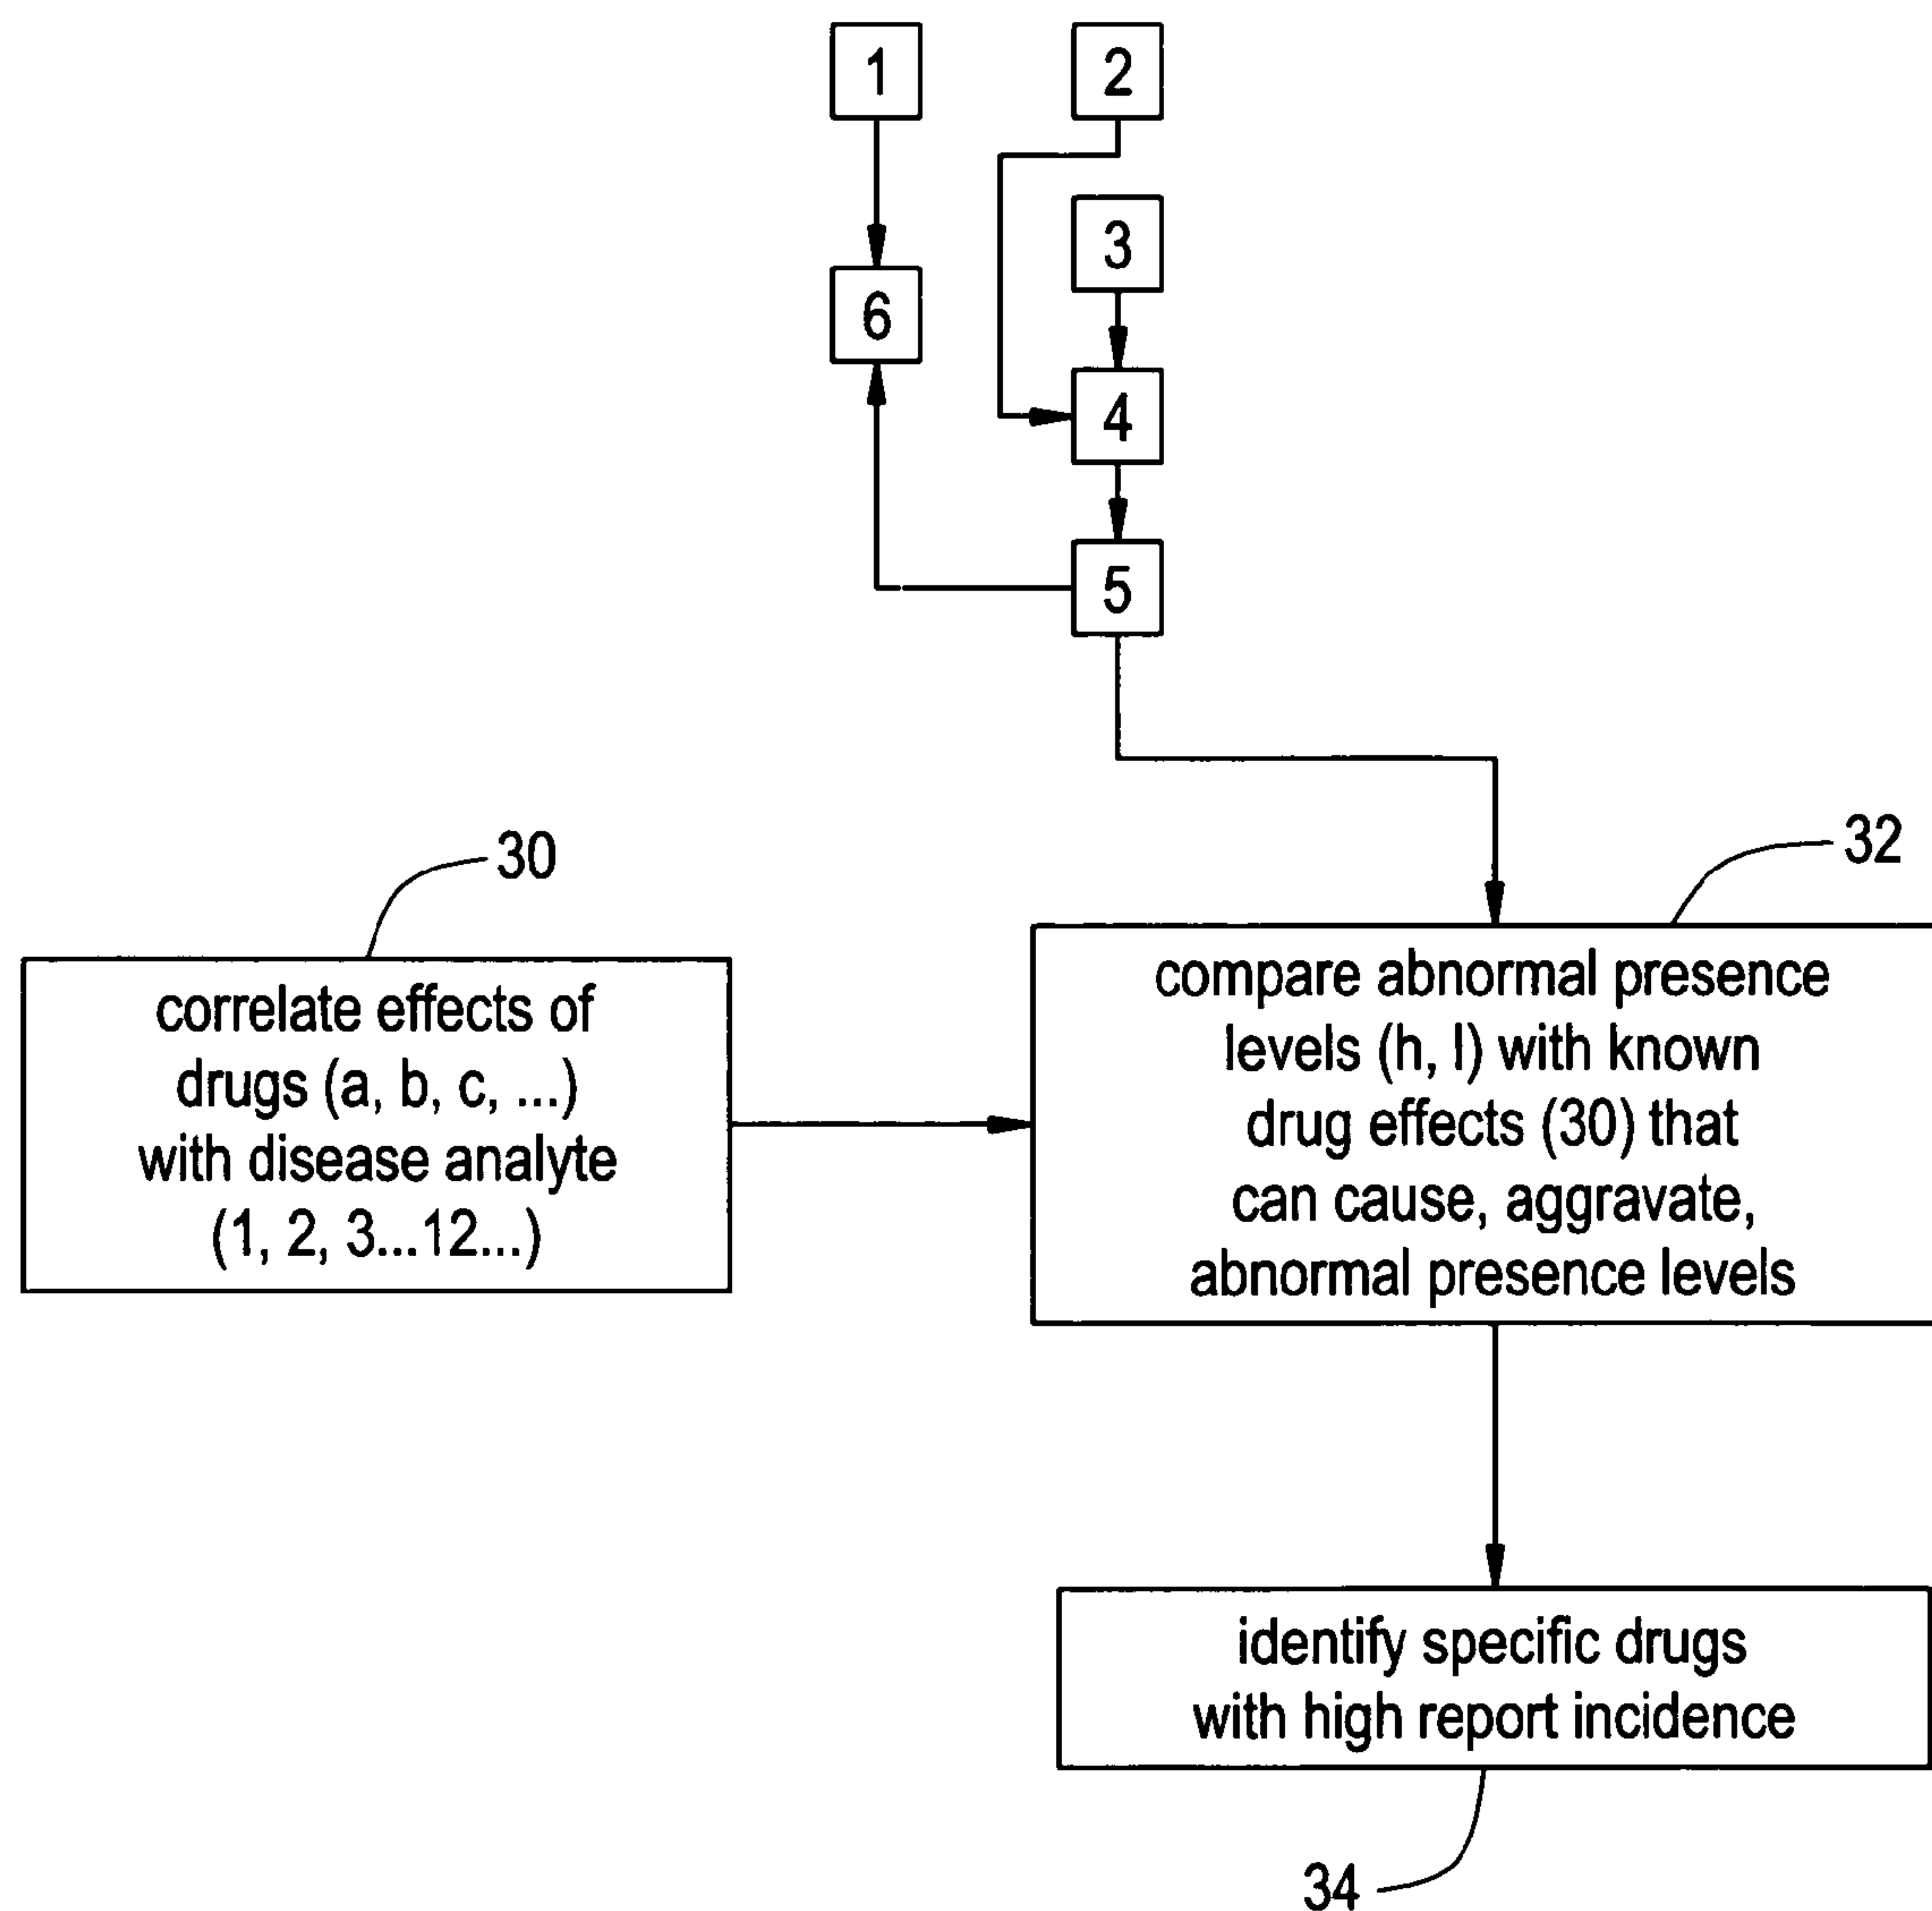 1
2
3
6
4
5
30
32
correlate effects of
drugs (a, b, c, ...)
with disease analyte
(1, 2, 3...12...)
compare abnormal presence
levels (h, l) with known
drug effects (30) that
can cause, aggravate,
abnormal presence levels
identify specific drugs
with high report incidence
34